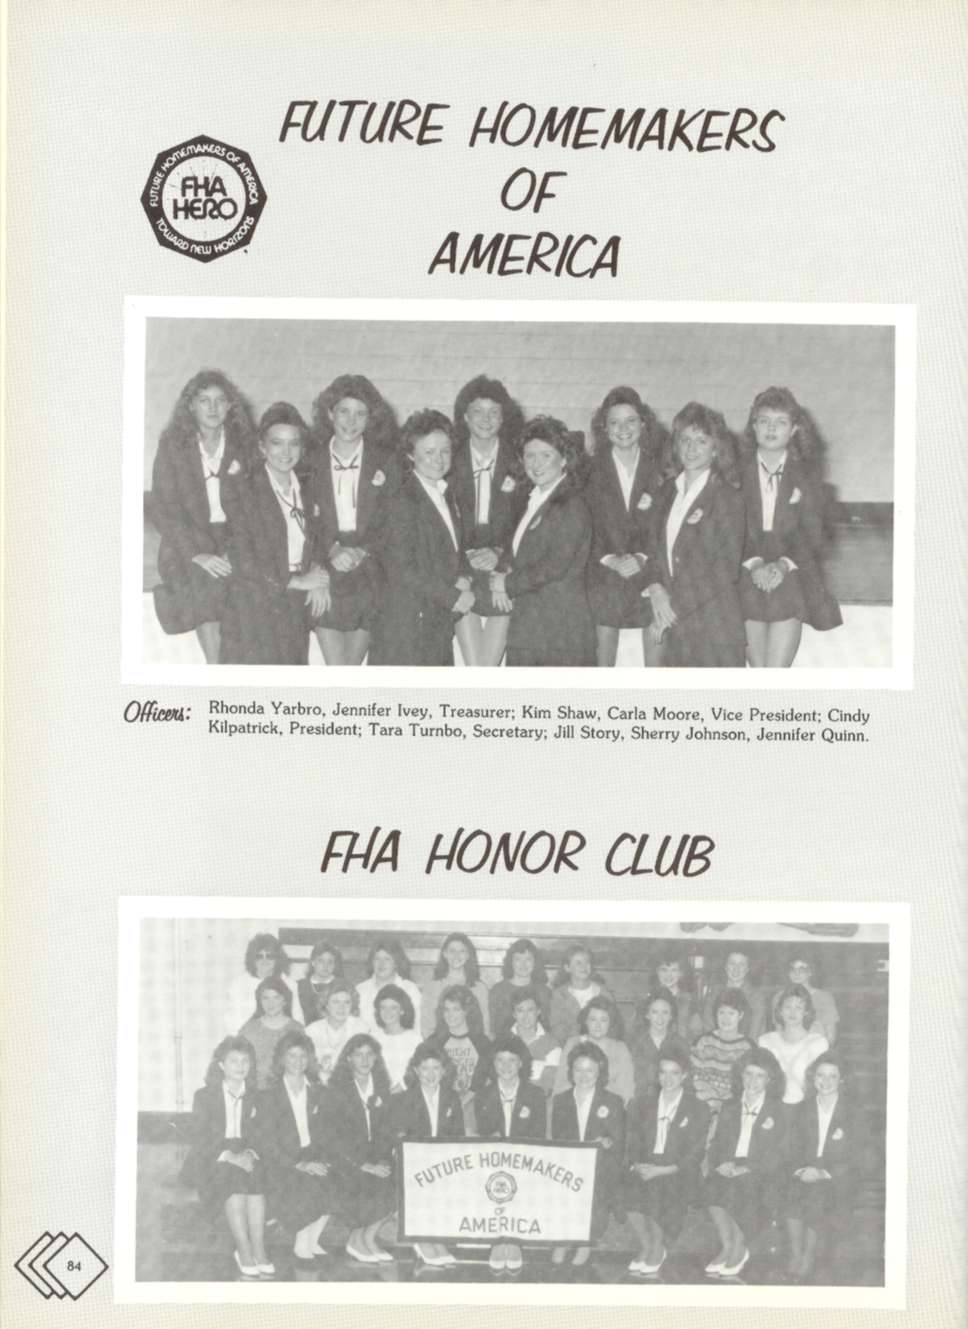 FUTURE HOMEMAKERS
OF
AMERICA
FUTURE HOMEMAKERS OF AMERICA
FHA
HERO
TOWARD NEW HORIZONS
Officers: Rhonda Yarbro, Jennifer Ivey, Treasurer; Kim Shaw, Carla Moore, Vice President; Cindy
Kilpatrick, President; Tara Turnbo, Secretary; Jill Story, Sherry Johnson, Jennifer Quinn.
FHA HONOR CLUB
FUTURE HOMEMAKERS
FHA
HERO
OF
AMERICA
84